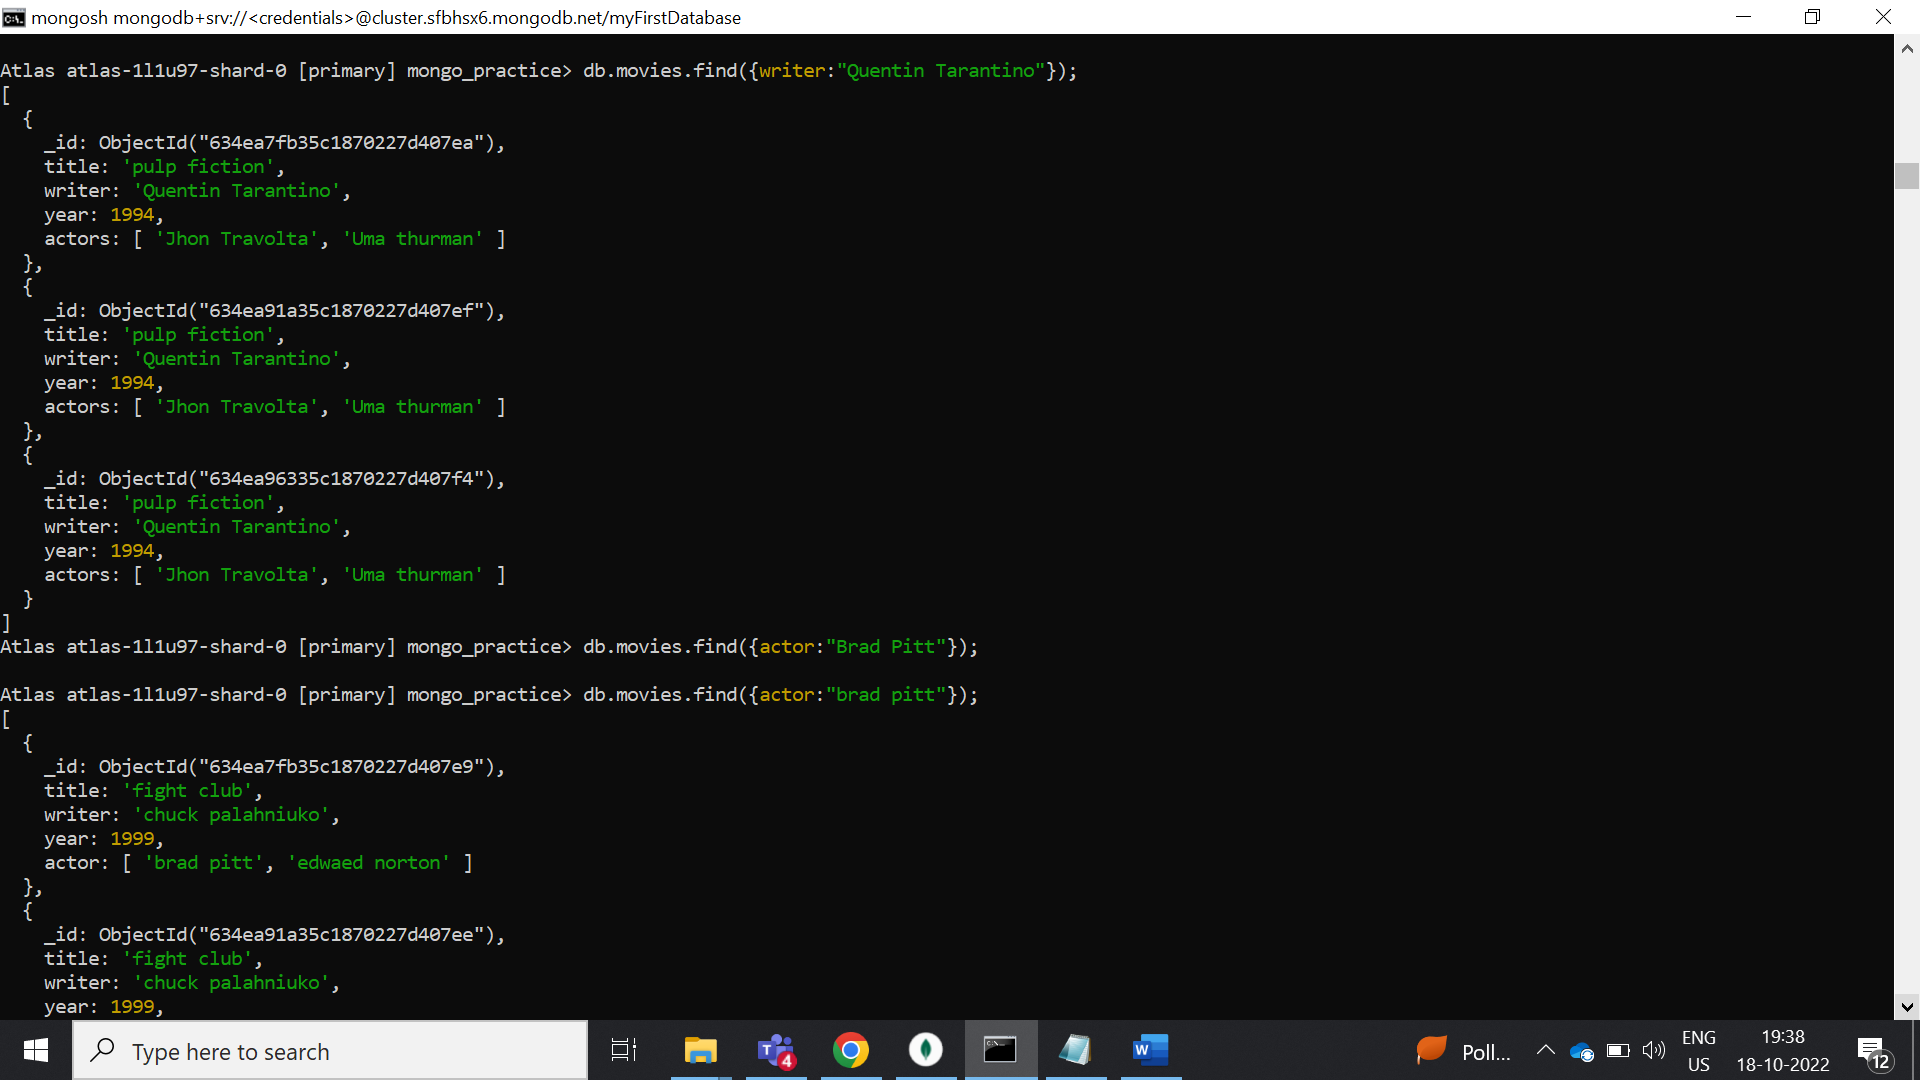 mongosh mongodb+srv://<credentials>@cluster.sfbhsx6.mongodb.net/myFirstDatabase
Atlas atlas-1l1u97-shard-0 [primary] mongo_practice> db.movies.find({writer:"Quentin Tarantino"});
[
  {
    _id: ObjectId("634ea7fb35c1870227d407ea"),
    title: 'pulp fiction',
    writer: 'Quentin Tarantino',
    year: 1994,
    actors: [ 'Jhon Travolta', 'Uma thurman' ]
  },
  {
    _id: ObjectId("634ea91a35c1870227d407ef"),
    title: 'pulp fiction',
    writer: 'Quentin Tarantino',
    year: 1994,
    actors: [ 'Jhon Travolta', 'Uma thurman' ]
  },
  {
    _id: ObjectId("634ea96335c1870227d407f4"),
    title: 'pulp fiction',
    writer: 'Quentin Tarantino',
    year: 1994,
    actors: [ 'Jhon Travolta', 'Uma thurman' ]
  }
]
Atlas atlas-1l1u97-shard-0 [primary] mongo_practice> db.movies.find({actor:"Brad Pitt"});
Atlas atlas-1l1u97-shard-0 [primary] mongo_practice> db.movies.find({actor:"brad pitt"});
[
  {
    _id: ObjectId("634ea7fb35c1870227d407e9"),
    title: 'fight club',
    writer: 'chuck palahniuko',
    year: 1999,
    actor: [ 'brad pitt', 'edwaed norton' ]
  },
  {
    _id: ObjectId("634ea91a35c1870227d407ee"),
    title: 'fight club',
    writer: 'chuck palahniuko',
    year: 1999,
Type here to search
4
Poll...
ENG
US
19:38
18-10-2022
12